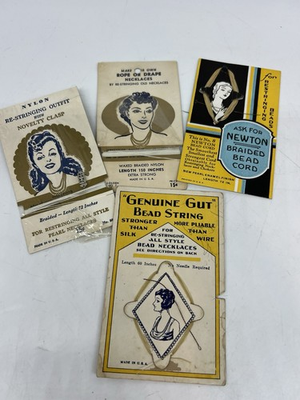 NYLON
RE-STRINGING OUTFIT
WITH
NOVELTY CLASP
Braided - Length 72 Inches
FOR RESTRINGING ALL STYLE
PEARL NECKLACES
MADE IN U.S.A.
MAKE YOUR OWN
ROPE OR DRAPE
NECKLACES
BY RE-STRINGING OLD NECKLACES
WAXED BRAIDED NYLON
LENGTH 150 INCHES
EXTRA STRONG
MADE IN U.S.A.
15¢
For
RESTRINGING
BEADS
ASK FOR
NEWTON
BRAIDED
BEAD
CORD
"GENUINE GUT"
BEAD STRING
STRONGER
THAN
SILK
MORE PLIABLE
THAN
WIRE
FOR
RE-STRINGING
ALL STYLE
BEAD NECKLACES
SEE DIRECTIONS ON BACK
Length 60 Inches
No Needle Required
MADE IN U.S.A.